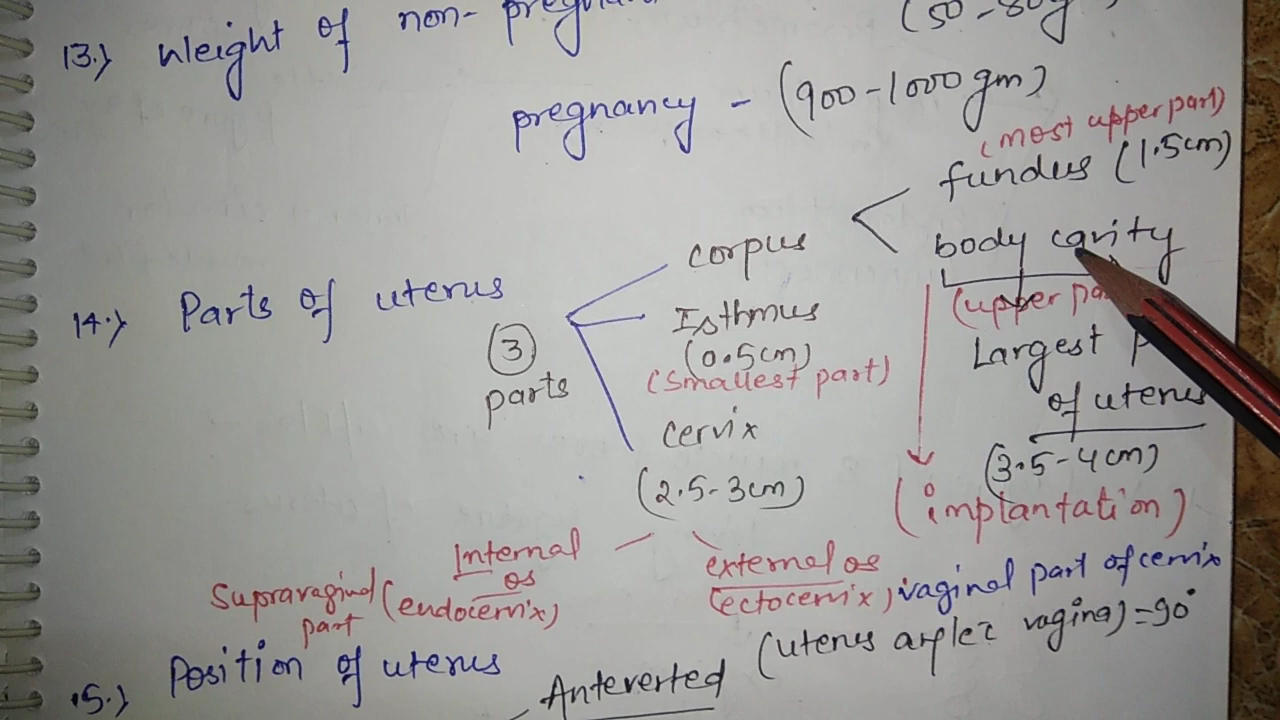 13.) Weight of non- (50-80g
pregnancy - (900-1000gm)
(most upper part)
fundus (1.5cm)
corpus
body cavity
14.) Parts of uterus
(upper
Isthmus
(0.5cm)
3
parts
(Smallest part)
Largest
of uterus
cervix
(3.5-4cm)
(2.5-3cm)
(implantation)
Internal
os
external os
Supravaginal (endocervix)
part
(ectocervix), vaginal part of cervix
(uterus vagina) = 90°
15.) Position of uterus
Anteverted